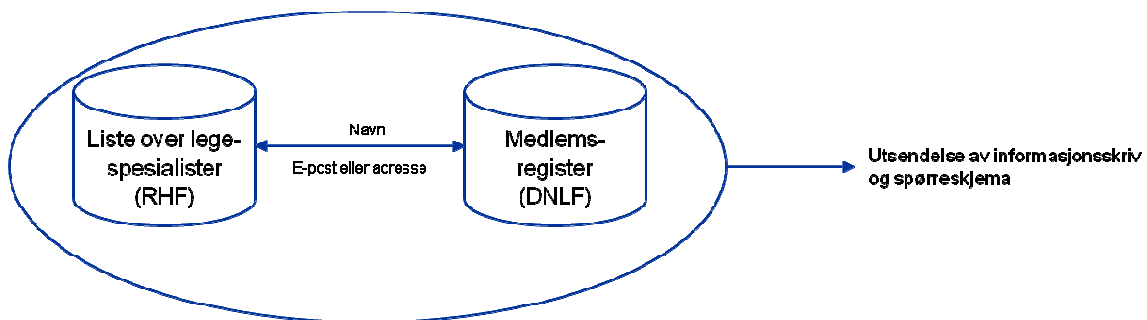 Liste over lege-
spesialister
(RHF)
Navn
E-post eller adresse
Medlems-
register
(DNLF)
Utsendelse av informasjonsskriv
og spørreskjema